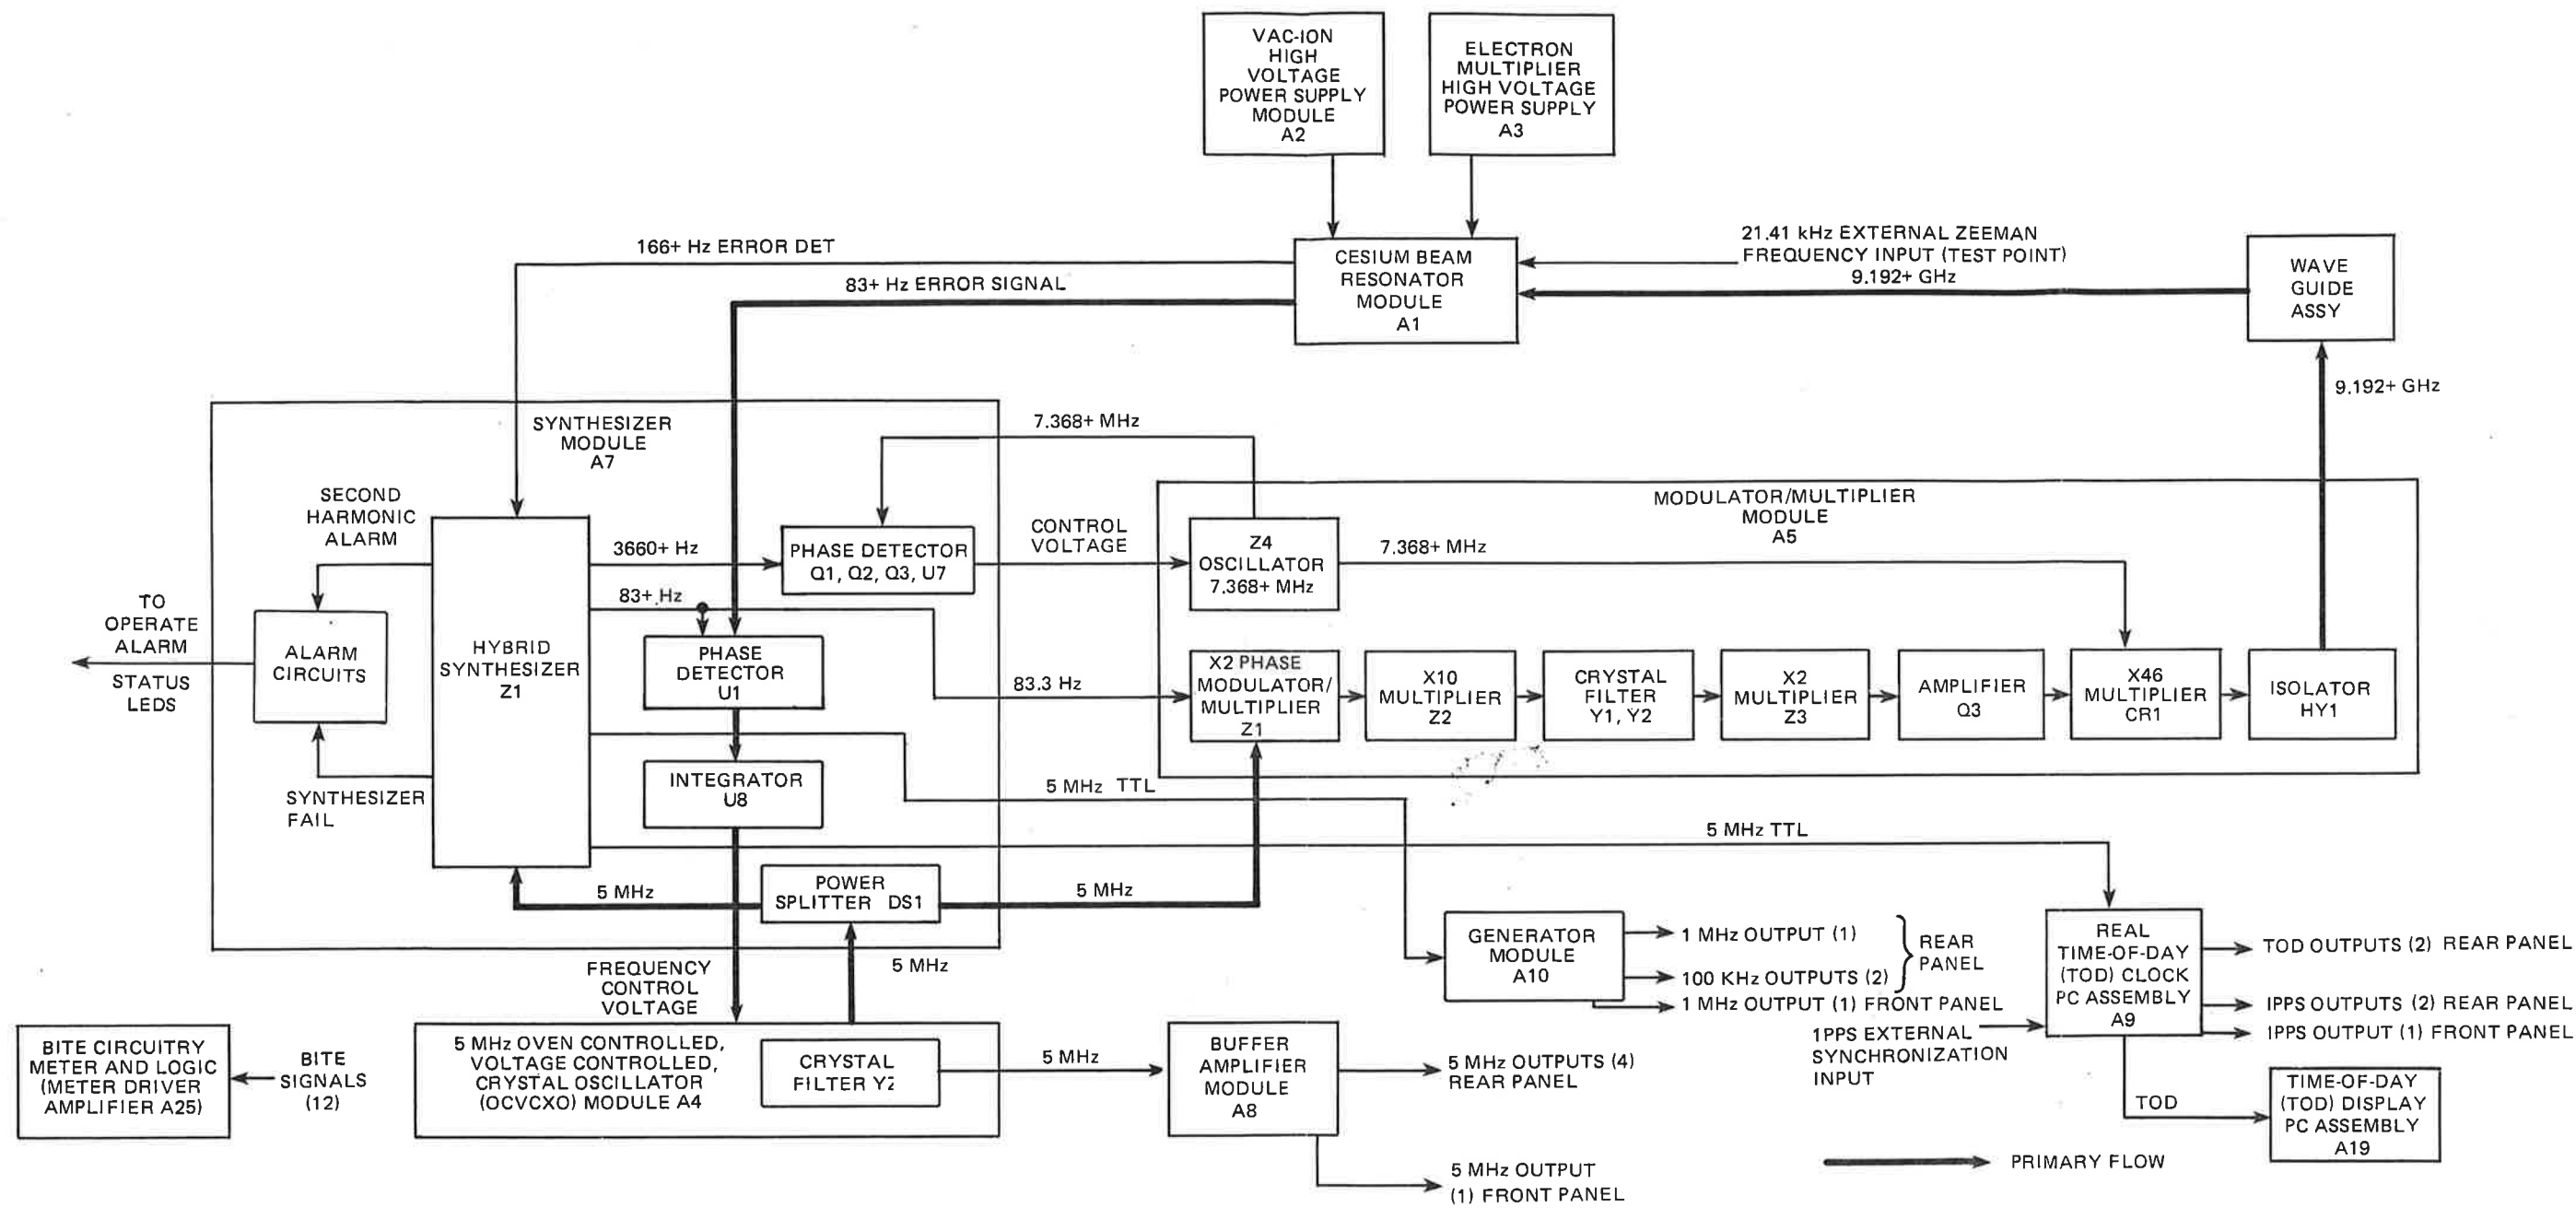 VAC-ION
HIGH
VOLTAGE
POWER SUPPLY
MODULE
A2
ELECTRON
MULTIPLIER
HIGH VOLTAGE
POWER SUPPLY
A3
166+ Hz ERROR DET
83+ Hz ERROR SIGNAL
CESIUM BEAM
RESONATOR
MODULE
A1
21.41 kHz EXTERNAL ZEEMAN
FREQUENCY INPUT (TEST POINT)
9.192+ GHz
WAVE
GUIDE
ASSY
9.192+ GHz
SYNTHESIZER
MODULE
A7
7.368+ MHz
MODULATOR/MULTIPLIER
MODULE
A5
SECOND
HARMONIC
ALARM
3660+ Hz
PHASE DETECTOR
Q1, Q2, Q3, U7
CONTROL
VOLTAGE
Z4
OSCILLATOR
7.368+ MHz
7.368+ MHz
TO
OPERATE
ALARM
STATUS
LEDS
ALARM
CIRCUITS
HYBRID
SYNTHESIZER
Z1
83+ Hz
PHASE
DETECTOR
U1
83.3 Hz
X2 PHASE
MODULATOR/
MULTIPLIER
Z1
X10
MULTIPLIER
Z2
CRYSTAL
FILTER
Y1, Y2
X2
MULTIPLIER
Z3
AMPLIFIER
Q3
X46
MULTIPLIER
CR1
ISOLATOR
HY1
SYNTHESIZER
FAIL
INTEGRATOR
U8
5 MHz TTL
5 MHz TTL
5 MHz
POWER
SPLITTER DS1
5 MHz
FREQUENCY
CONTROL
VOLTAGE
5 MHz
GENERATOR
MODULE
A10
1 MHz OUTPUT (1)
100 KHz OUTPUTS (2)
REAR
PANEL
1 MHz OUTPUT (1) FRONT PANEL
REAL
TIME-OF-DAY
(TOD) CLOCK
PC ASSEMBLY
A9
TOD OUTPUTS (2) REAR PANEL
IPPS OUTPUTS (2) REAR PANEL
IPPS OUTPUT (1) FRONT PANEL
1PPS EXTERNAL
SYNCHRONIZATION
INPUT
BITE CIRCUITRY
METER AND LOGIC
(METER DRIVER
AMPLIFIER A25)
BITE
SIGNALS
(12)
5 MHz OVEN CONTROLLED,
VOLTAGE CONTROLLED,
CRYSTAL OSCILLATOR
(OCVCXO) MODULE A4
CRYSTAL
FILTER Y2
5 MHz
BUFFER
AMPLIFIER
MODULE
A8
5 MHz OUTPUTS (4)
REAR PANEL
5 MHz OUTPUT
(1) FRONT PANEL
TOD
TIME-OF-DAY
(TOD) DISPLAY
PC ASSEMBLY
A19
PRIMARY FLOW